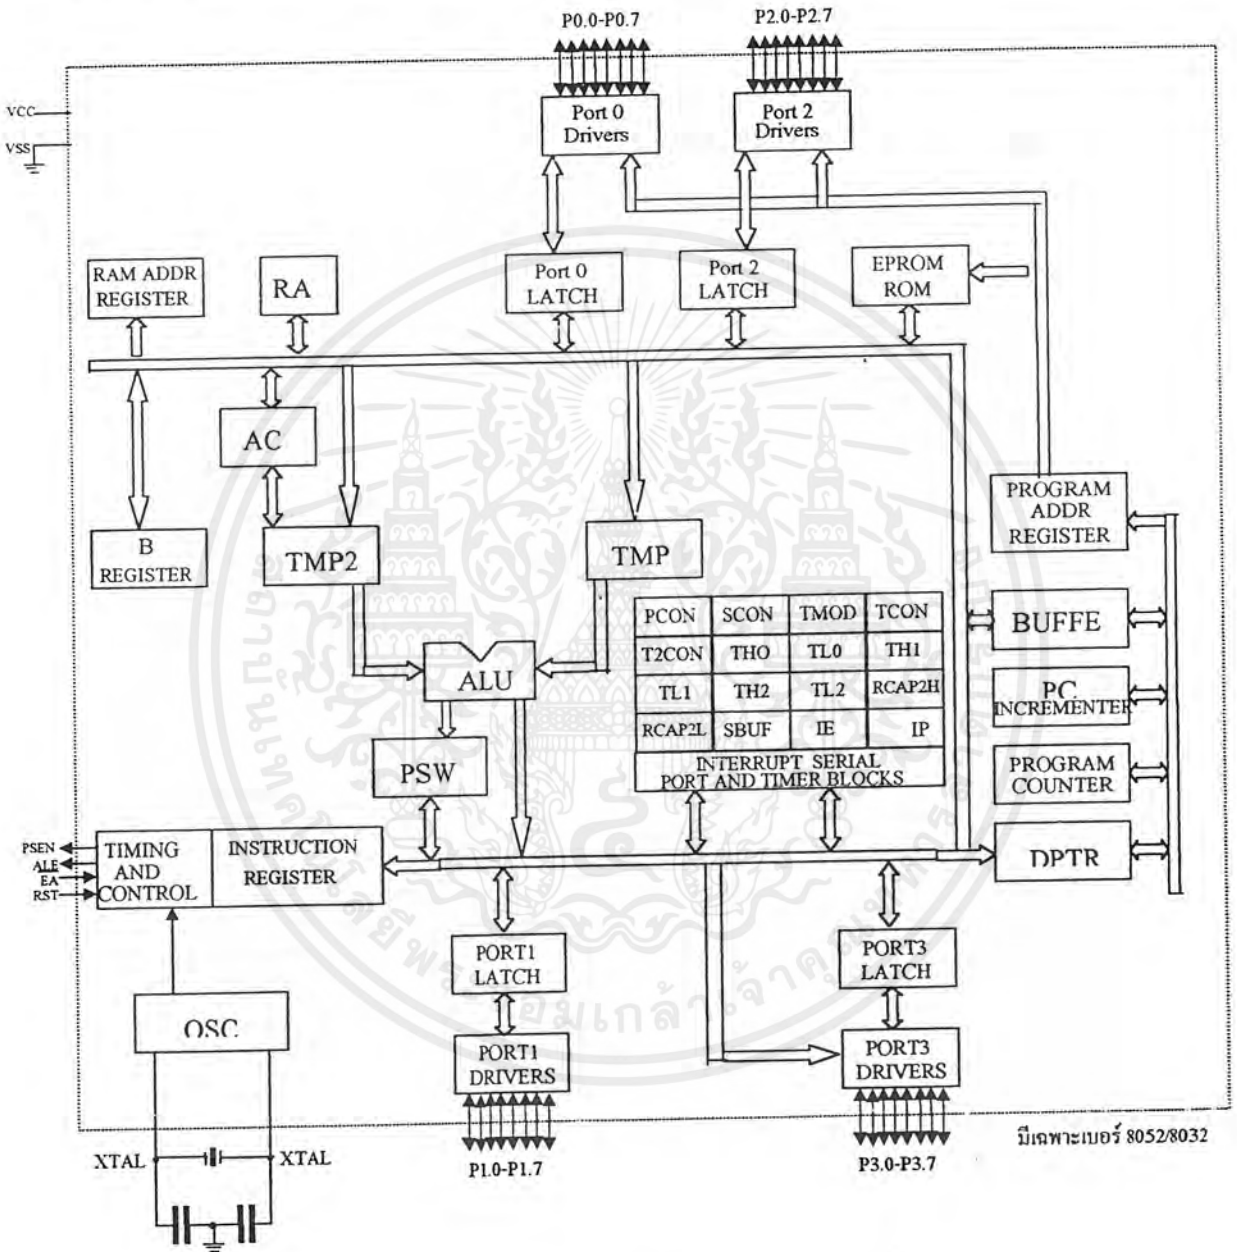 P0.0-P0.7
P2.0-P2.7
VCC
VSS
Port 0
Drivers
Port 2
Drivers
RAM ADDR
REGISTER
RA
Port 0
LATCH
Port 2
LATCH
EPROM
ROM
AC
B
REGISTER
TMP2
TMP
PROGRAM
ADDR
REGISTER
PCON SCON TMOD TCON
T2CON THO TL0 TH1
TL1 TH2 TL2 RCAP2H
RCAP2L SBUF IE IP
INTERRUPT SERIAL
PORT AND TIMER BLOCKS
BUFFE
ALU
PC
INCREMENTER
PSW
PROGRAM
COUNTER
DPTR
PSEN
ALE
EA
RST
TIMING
AND
CONTROL
INSTRUCTION
REGISTER
PORT1
LATCH
PORT3
LATCH
OSC
PORT1
DRIVERS
PORT3
DRIVERS
XTAL
XTAL
P1.0-P1.7
P3.0-P3.7
มีเฉพาะเบอร์ 8052/8032